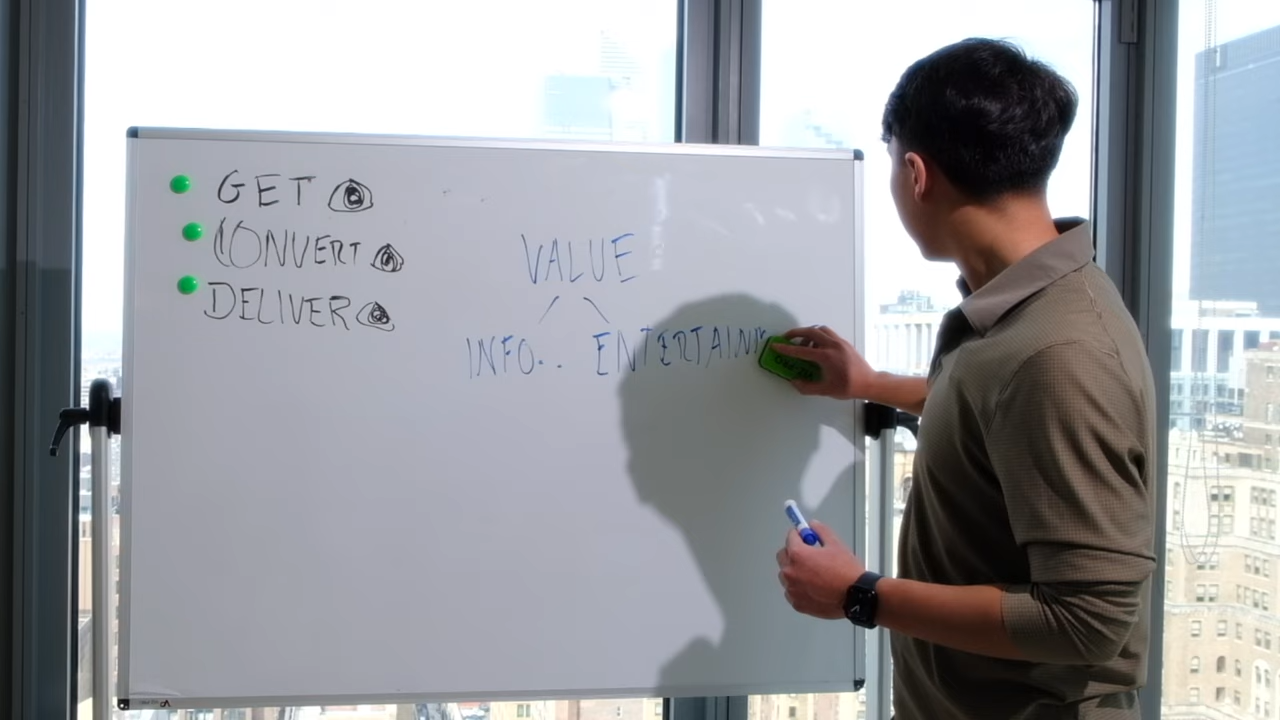 GET
CONVERT
DELIVER
VALUE
INFO.. ENTERTAIN